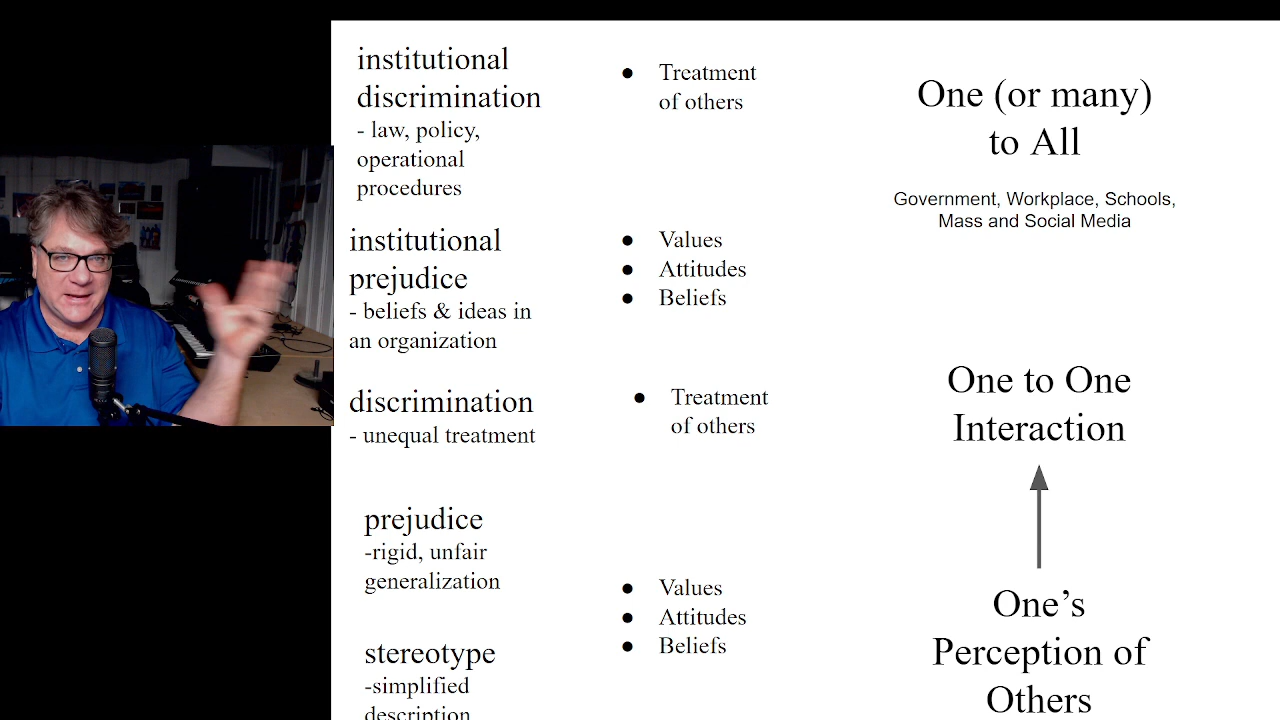 institutional
discrimination
- law, policy,
operational
procedures
● Treatment
of others
One (or many)
to All
Government, Workplace, Schools,
Mass and Social Media
institutional
prejudice
- beliefs & ideas in
an organization
● Values
● Attitudes
● Beliefs
discrimination
- unequal treatment
● Treatment
of others
One to One
Interaction
prejudice
-rigid, unfair
generalization
● Values
● Attitudes
● Beliefs
stereotype
-simplified
description
One’s
Perception of
Others